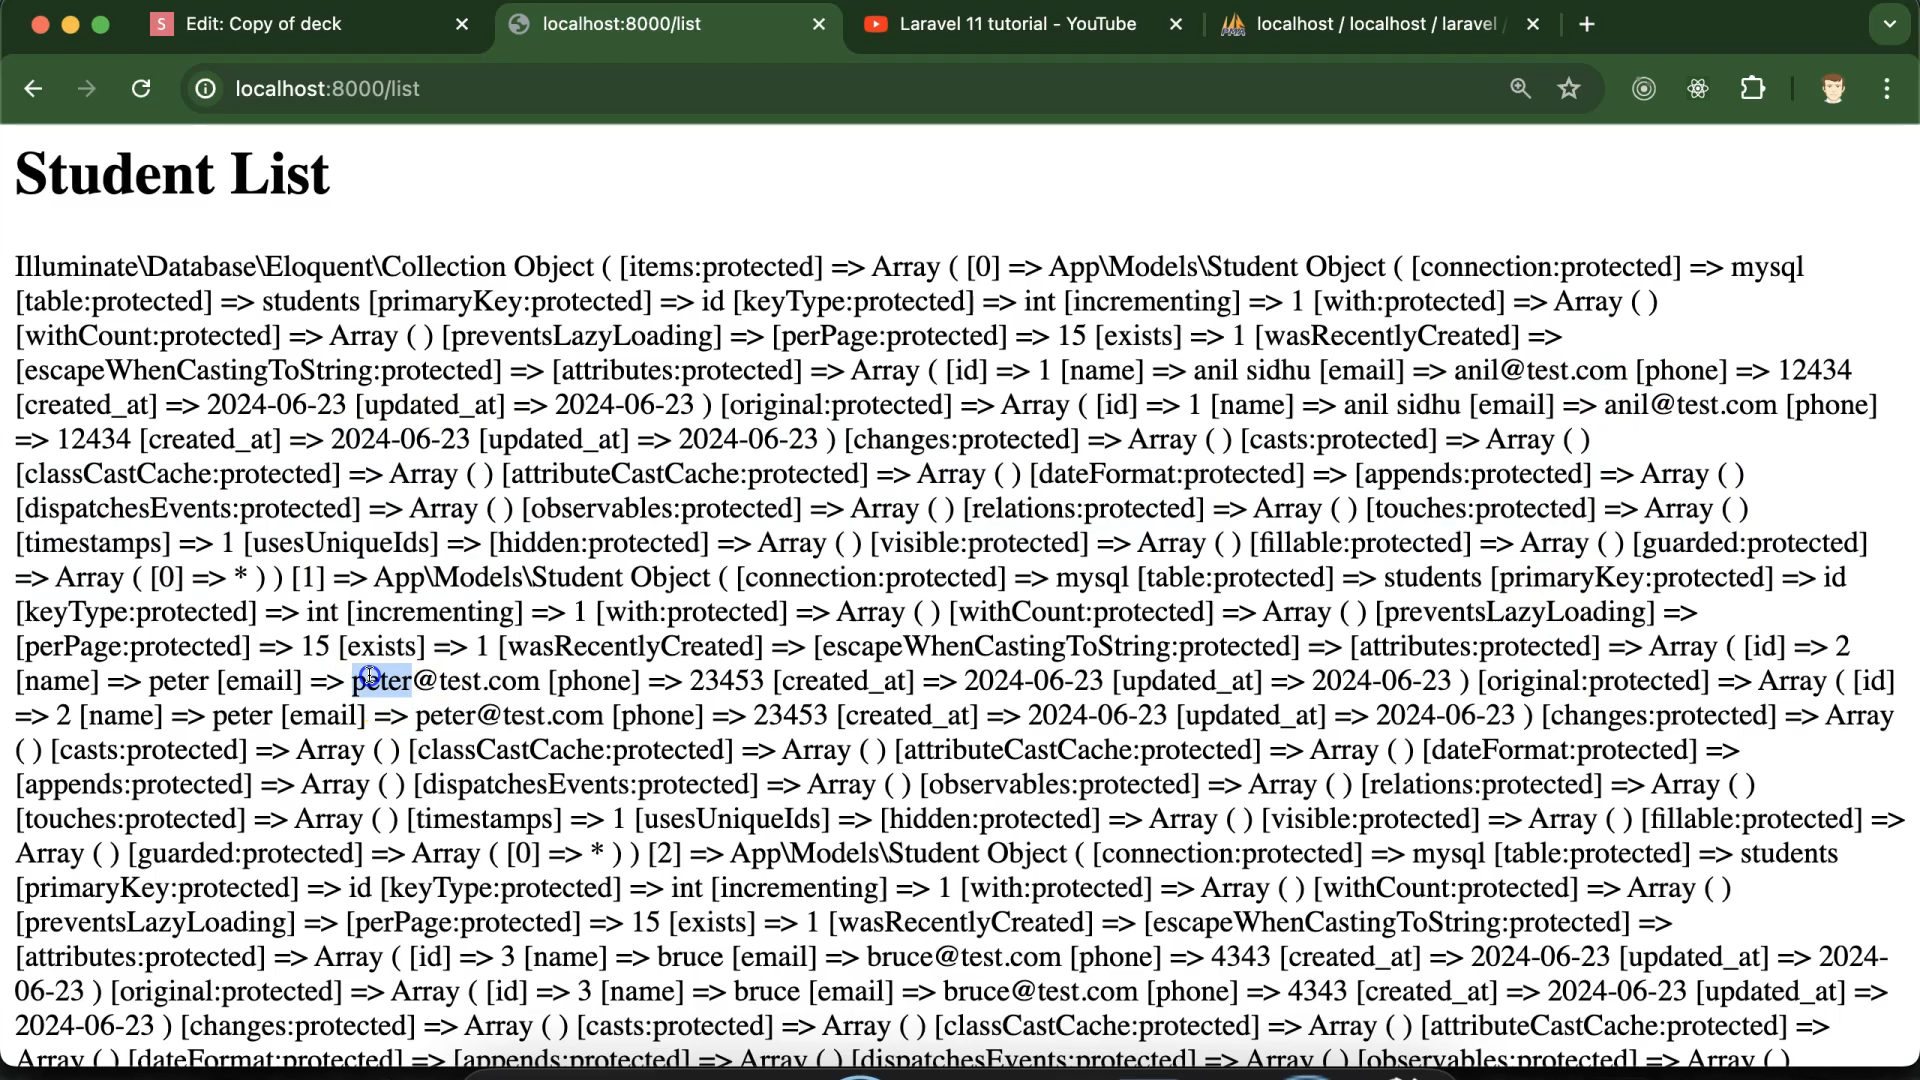 Edit: Copy of deck
localhost:8000/list
Laravel 11 tutorial - YouTube
localhost / localhost / laravel
localhost:8000/list
Student List
Illuminate\Database\Eloquent\Collection Object ( [items:protected] => Array ( [0] => App\Models\Student Object ( [connection:protected] => mysql
[table:protected] => students [primaryKey:protected] => id [keyType:protected] => int [incrementing] => 1 [with:protected] => Array ( )
[withCount:protected] => Array ( ) [preventsLazyLoading] => [perPage:protected] => 15 [exists] => 1 [wasRecentlyCreated] =>
[escapeWhenCastingToString:protected] => [attributes:protected] => Array ( [id] => 1 [name] => anil sidhu [email] => anil@test.com [phone] => 12434
[created_at] => 2024-06-23 [updated_at] => 2024-06-23 ) [original:protected] => Array ( [id] => 1 [name] => anil sidhu [email] => anil@test.com [phone]
=> 12434 [created_at] => 2024-06-23 [updated_at] => 2024-06-23 ) [changes:protected] => Array ( ) [casts:protected] => Array ( )
[classCastCache:protected] => Array ( ) [attributeCastCache:protected] => Array ( ) [dateFormat:protected] => [appends:protected] => Array ( )
[dispatchesEvents:protected] => Array ( ) [observables:protected] => Array ( ) [relations:protected] => Array ( ) [touches:protected] => Array ( )
[timestamps] => 1 [usesUniqueIds] => [hidden:protected] => Array ( ) [visible:protected] => Array ( ) [fillable:protected] => Array ( ) [guarded:protected]
=> Array ( [0] => * ) ) [1] => App\Models\Student Object ( [connection:protected] => mysql [table:protected] => students [primaryKey:protected] => id
[keyType:protected] => int [incrementing] => 1 [with:protected] => Array ( ) [withCount:protected] => Array ( ) [preventsLazyLoading] =>
[perPage:protected] => 15 [exists] => 1 [wasRecentlyCreated] => [escapeWhenCastingToString:protected] => [attributes:protected] => Array ( [id] => 2
[name] => peter [email] => peter@test.com [phone] => 23453 [created_at] => 2024-06-23 [updated_at] => 2024-06-23 ) [original:protected] => Array ( [id]
=> 2 [name] => peter [email] => peter@test.com [phone] => 23453 [created_at] => 2024-06-23 [updated_at] => 2024-06-23 ) [changes:protected] => Array
( ) [casts:protected] => Array ( ) [classCastCache:protected] => Array ( ) [attributeCastCache:protected] => Array ( ) [dateFormat:protected] =>
[appends:protected] => Array ( ) [dispatchesEvents:protected] => Array ( ) [observables:protected] => Array ( ) [relations:protected] => Array ( )
[touches:protected] => Array ( ) [timestamps] => 1 [usesUniqueIds] => [hidden:protected] => Array ( ) [visible:protected] => Array ( ) [fillable:protected] =>
Array ( ) [guarded:protected] => Array ( [0] => * ) ) [2] => App\Models\Student Object ( [connection:protected] => mysql [table:protected] => students
[primaryKey:protected] => id [keyType:protected] => int [incrementing] => 1 [with:protected] => Array ( ) [withCount:protected] => Array ( )
[preventsLazyLoading] => [perPage:protected] => 15 [exists] => 1 [wasRecentlyCreated] => [escapeWhenCastingToString:protected] =>
[attributes:protected] => Array ( [id] => 3 [name] => bruce [email] => bruce@test.com [phone] => 4343 [created_at] => 2024-06-23 [updated_at] => 2024-
06-23 ) [original:protected] => Array ( [id] => 3 [name] => bruce [email] => bruce@test.com [phone] => 4343 [created_at] => 2024-06-23 [updated_at] =>
2024-06-23 ) [changes:protected] => Array ( ) [casts:protected] => Array ( ) [classCastCache:protected] => Array ( ) [attributeCastCache:protected] =>
Array ( ) [dateFormat:protected] => [appends:protected] => Array ( ) [dispatchesEvents:protected] => Array ( ) [observables:protected] => Array ( )